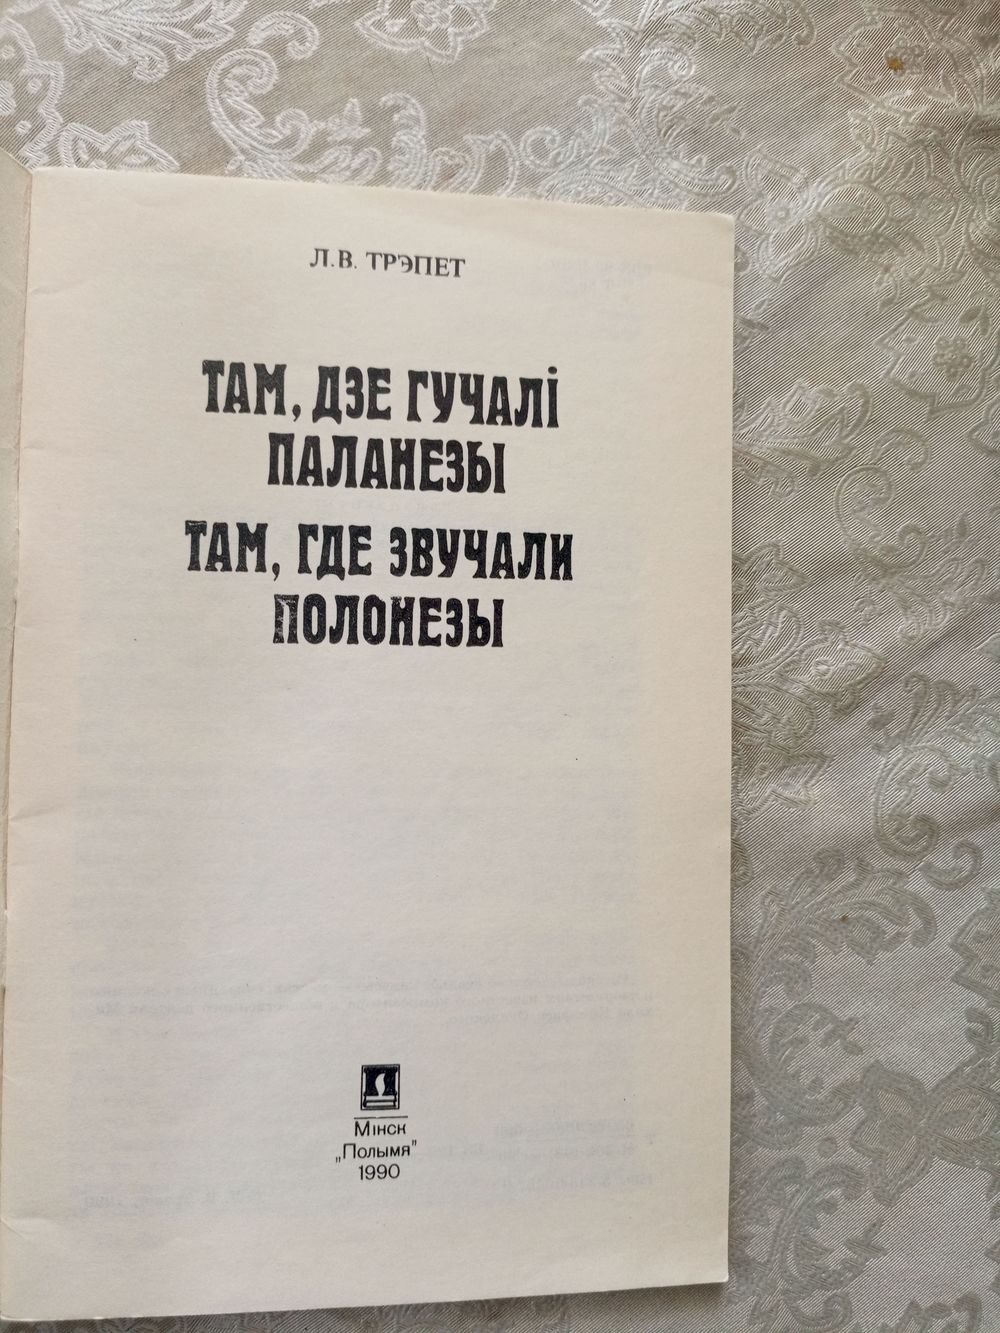 Л.В. ТРЭПЕТ
ТАМ, ДЗЕ ГУЧАЛІ
ПАЛАНЕЗЫ
ТАМ, ГДЕ ЗВУЧАЛИ
ПОЛОНЕЗЫ
Мінск
„Полымя"
1990